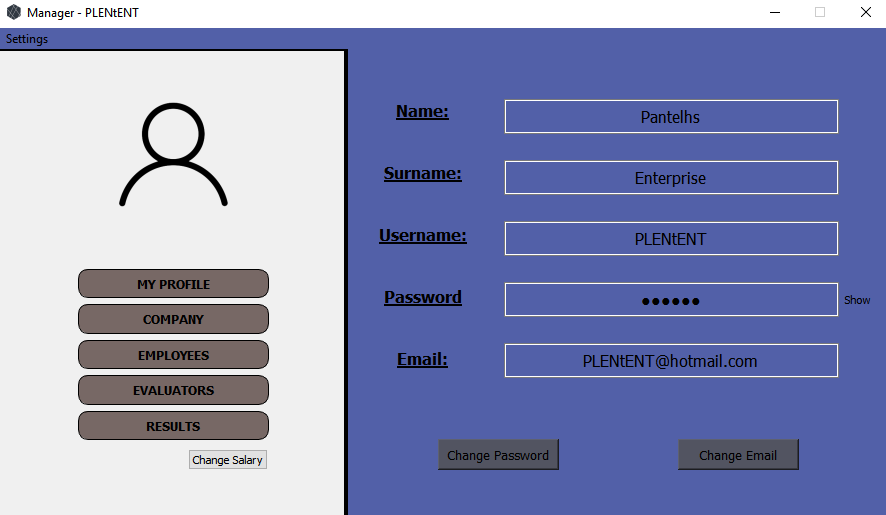 Manager - PLENtENT
Settings
MY PROFILE
COMPANY
EMPLOYEES
EVALUATORS
RESULTS
Change Salary
Name: Pantelhs
Surname: Enterprise
Username: PLENtENT
Password ●●●●●● Show
Email: PLENtENT@hotmail.com
Change Password Change Email